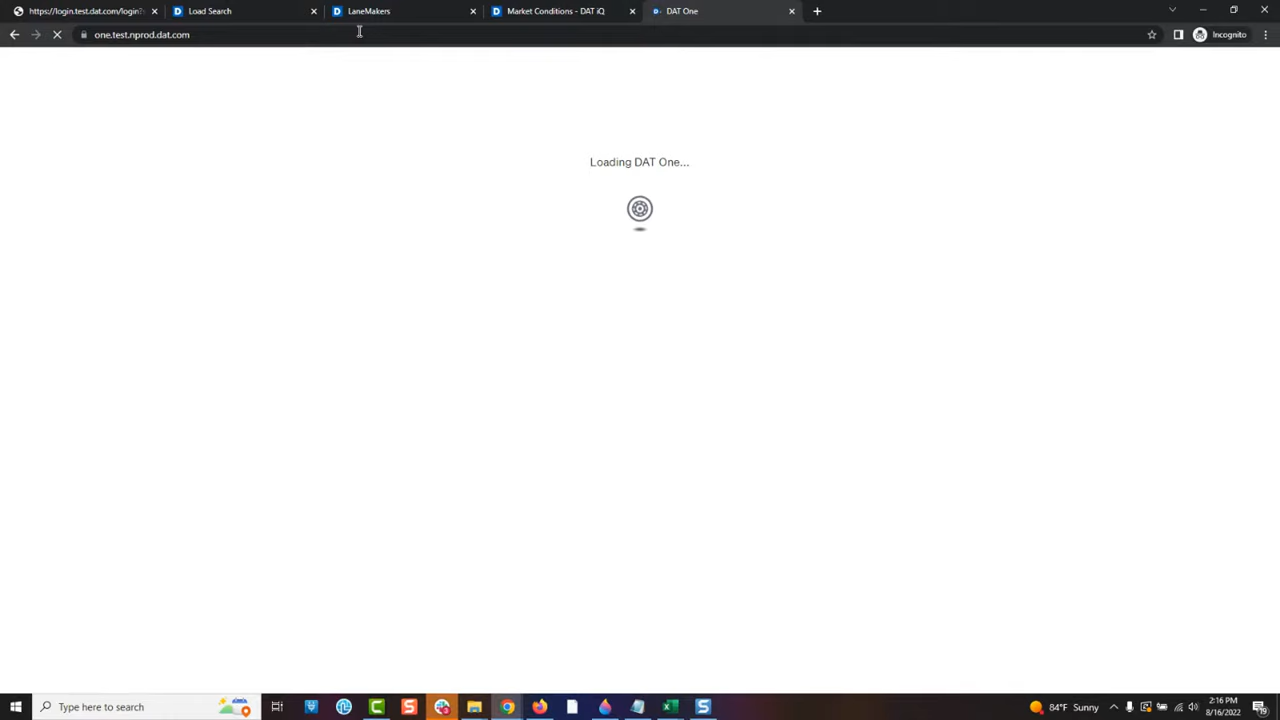 https://login.test.dat.com/login?s
Load Search
LaneMakers
Market Conditions - DAT iQ
DAT One
one.test.nprod.dat.com
Incognito
Loading DAT One...
Type here to search
84°F Sunny
2:16 PM
8/16/2022
19